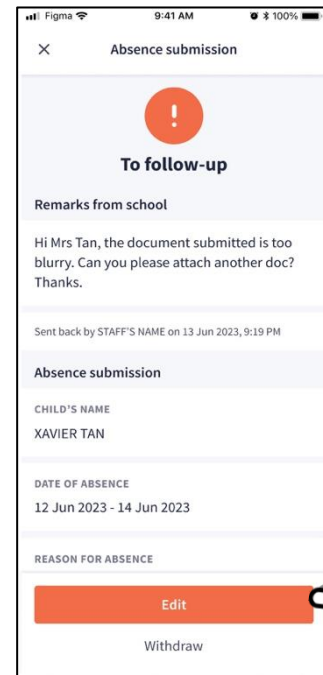 Figma 9:41 AM 100%
Absence submission
!
To follow-up
Remarks from school
Hi Mrs Tan, the document submitted is too
blurry. Can you please attach another doc?
Thanks.
Sent back by STAFF'S NAME on 13 Jun 2023, 9:19 PM
Absence submission
CHILD'S NAME
XAVIER TAN
DATE OF ABSENCE
12 Jun 2023 - 14 Jun 2023
REASON FOR ABSENCE
Edit
Withdraw